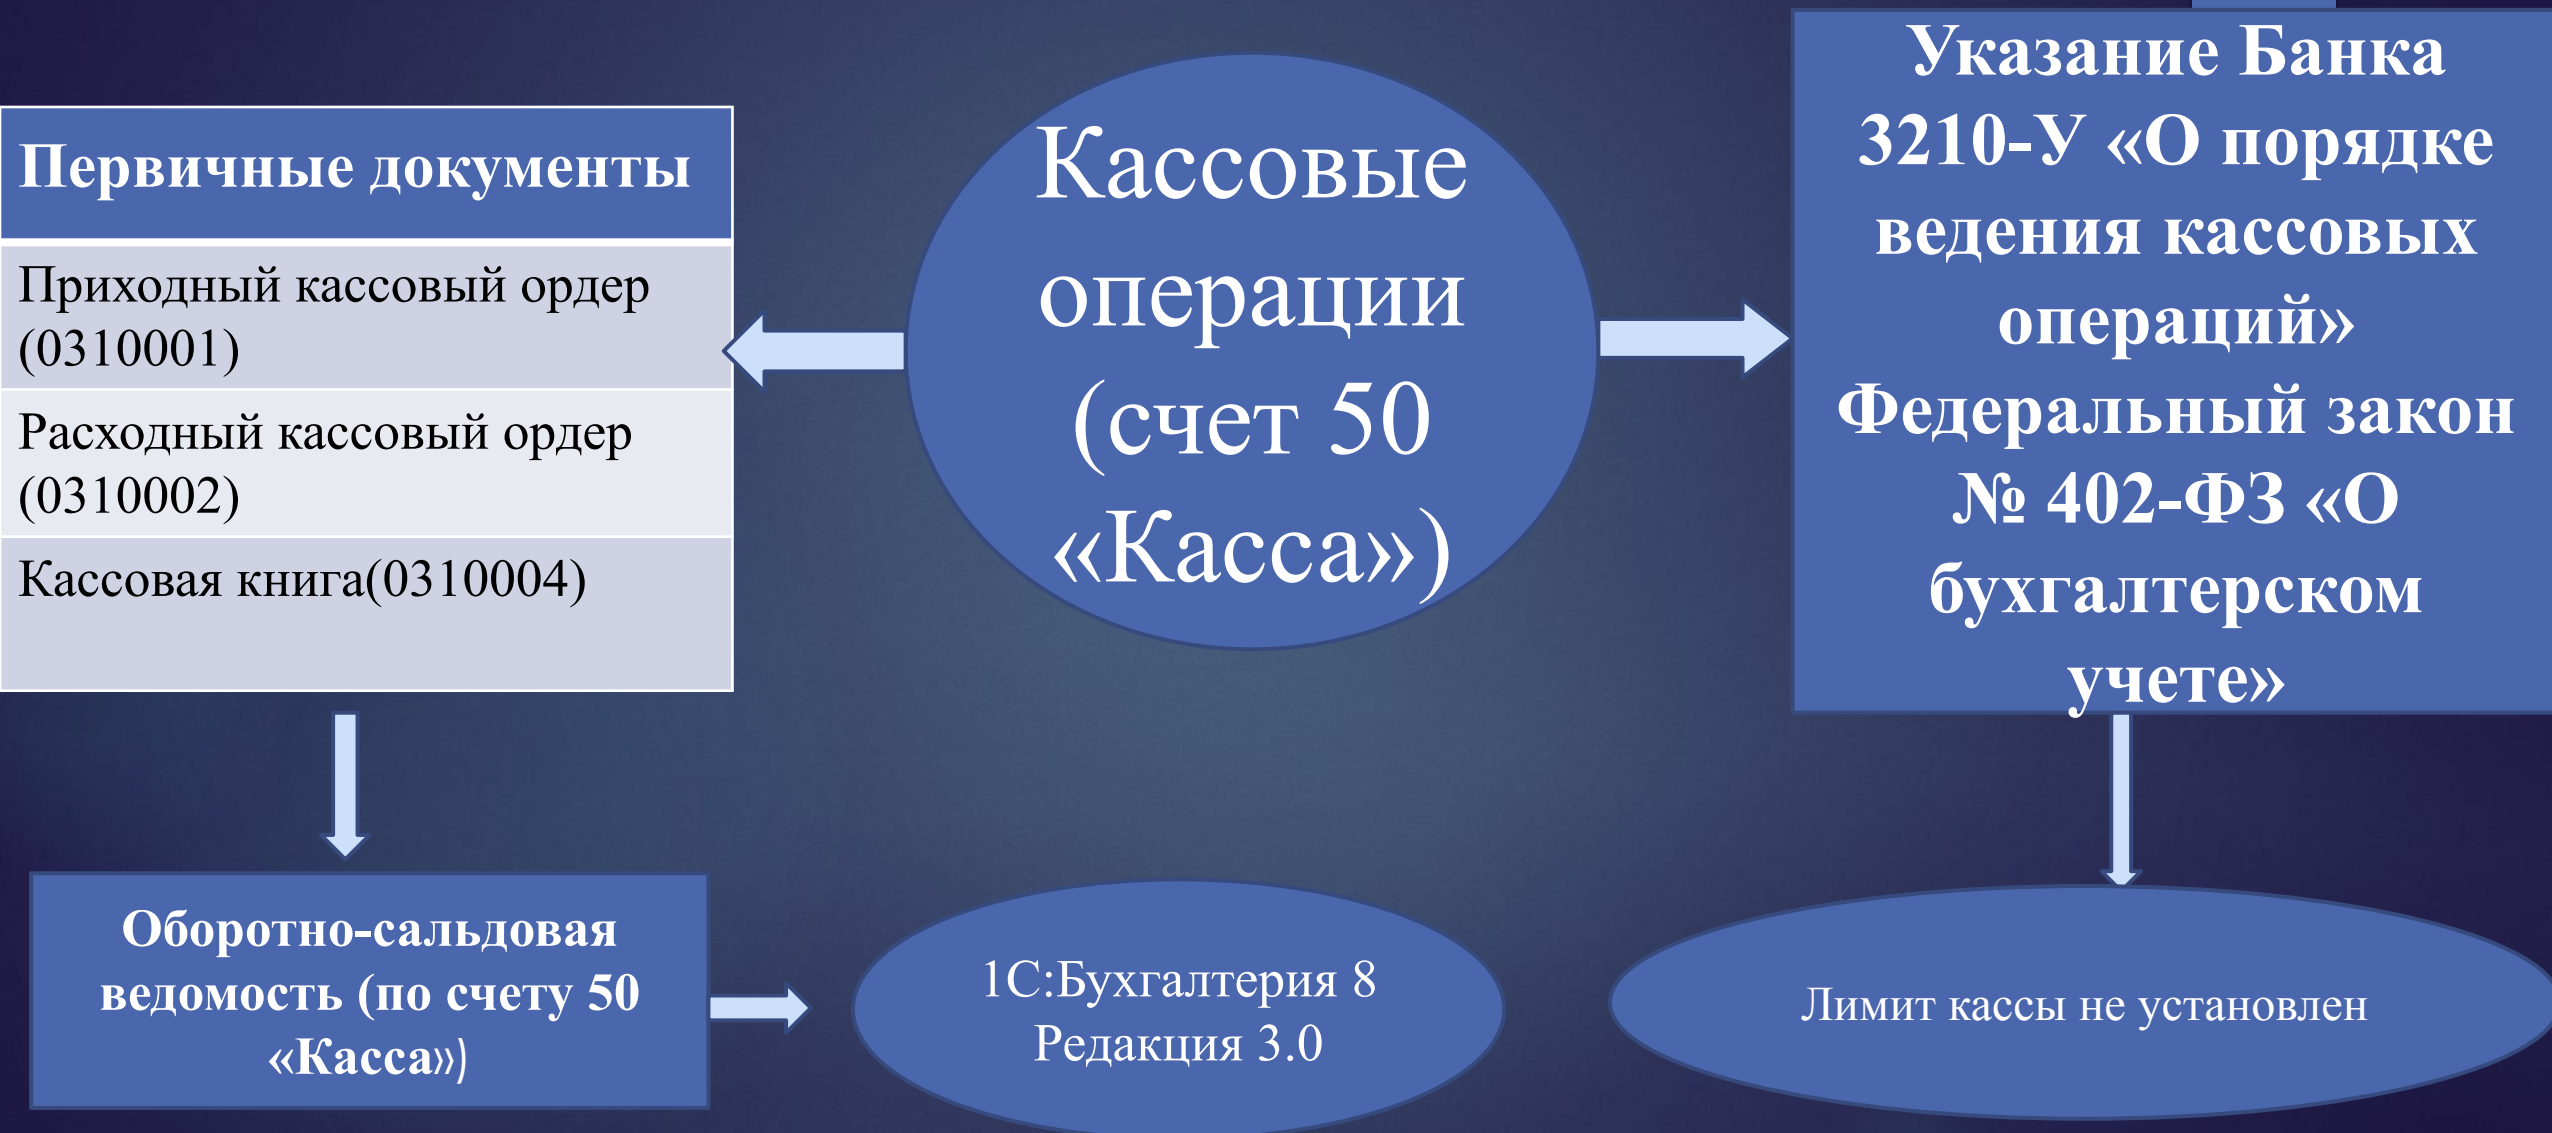 Первичные документы
Приходный кассовый ордер
(0310001)
Расходный кассовый ордер
(0310002)
Кассовая книга(0310004)
Кассовые
операции
(счет 50
«Касса»)
Указание Банка
3210-У «О порядке
ведения кассовых
операций»
Федеральный закон
№ 402-ФЗ «О
бухгалтерском
учете»
Оборотно-сальдовая
ведомость (по счету 50
«Касса»)
1С:Бухгалтерия 8
Редакция 3.0
Лимит кассы не установлен